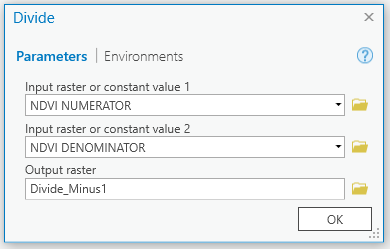 Divide
Parameters | Environments
Input raster or constant value 1
NDVI NUMERATOR
Input raster or constant value 2
NDVI DENOMINATOR
Output raster
Divide_Minus1
OK